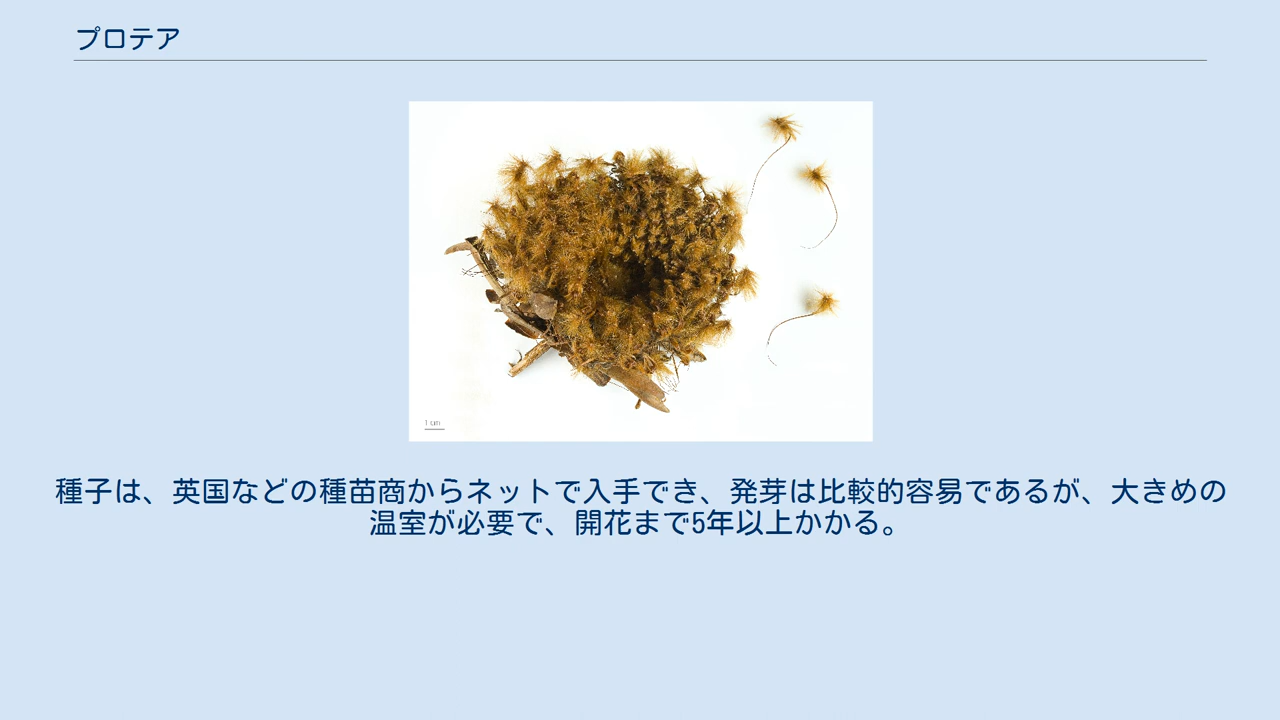 プロテア
1 cm
種子は、英国などの種苗商からネットで入手でき、発芽は比較的容易であるが、大きめの
温室が必要で、開花まで5年以上かかる。